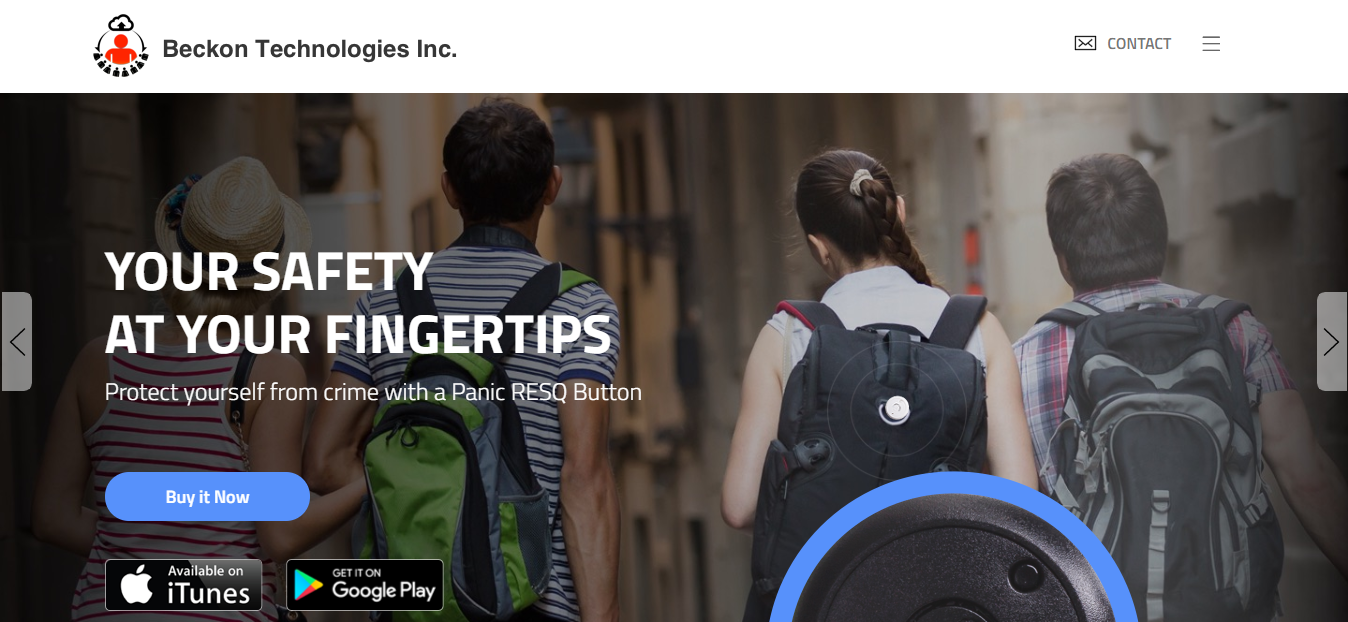 Beckon Technologies Inc.
CONTACT
YOUR SAFETY
AT YOUR FINGERTIPS
Protect yourself from crime with a Panic RESQ Button
Buy it Now
Available on
iTunes
GET IT ON
Google Play